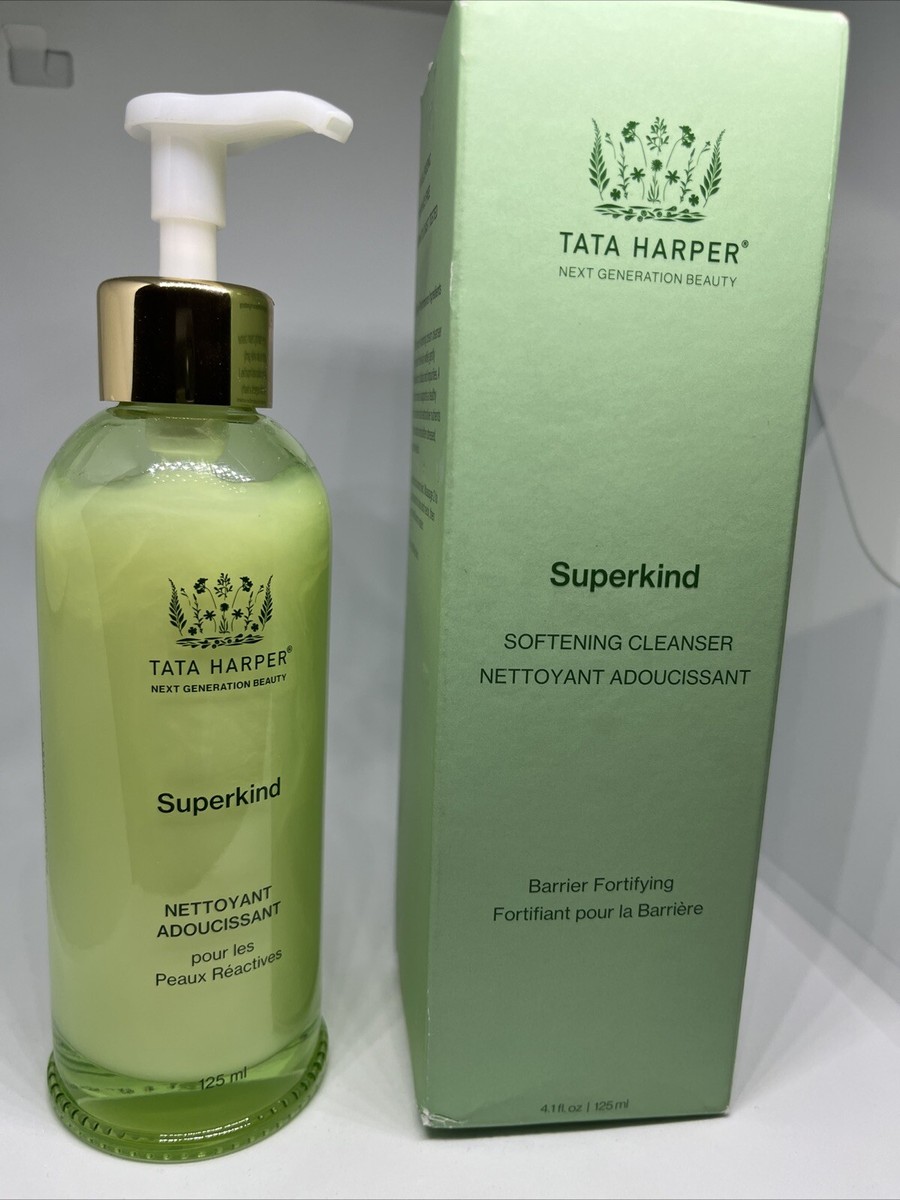 TATA HARPER®
NEXT GENERATION BEAUTY
Superkind
NETTOYANT
ADOUCISSANT
pour les
Peaux Réactives
125 ml
TATA HARPER®
NEXT GENERATION BEAUTY
Superkind
SOFTENING CLEANSER
NETTOYANT ADOUCISSANT
Barrier Fortifying
Fortifiant pour la Barrière
4.1 fl. oz | 125 ml